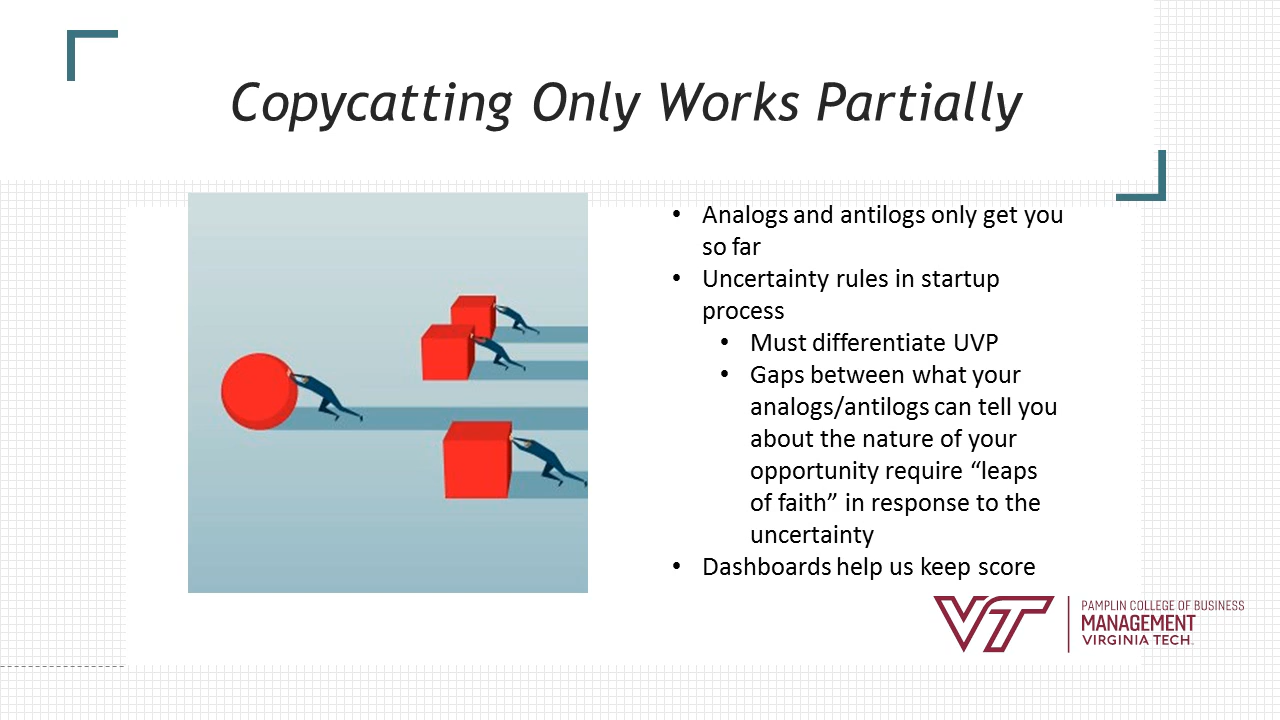 Copycatting Only Works Partially
• Analogs and antilogs only get you
so far
• Uncertainty rules in startup
process
• Must differentiate UVP
• Gaps between what your
analogs/antilogs can tell you
about the nature of your
opportunity require “leaps
of faith” in response to the
uncertainty
• Dashboards help us keep score
VT
PAMPLIN COLLEGE OF BUSINESS
MANAGEMENT
VIRGINIA TECH.